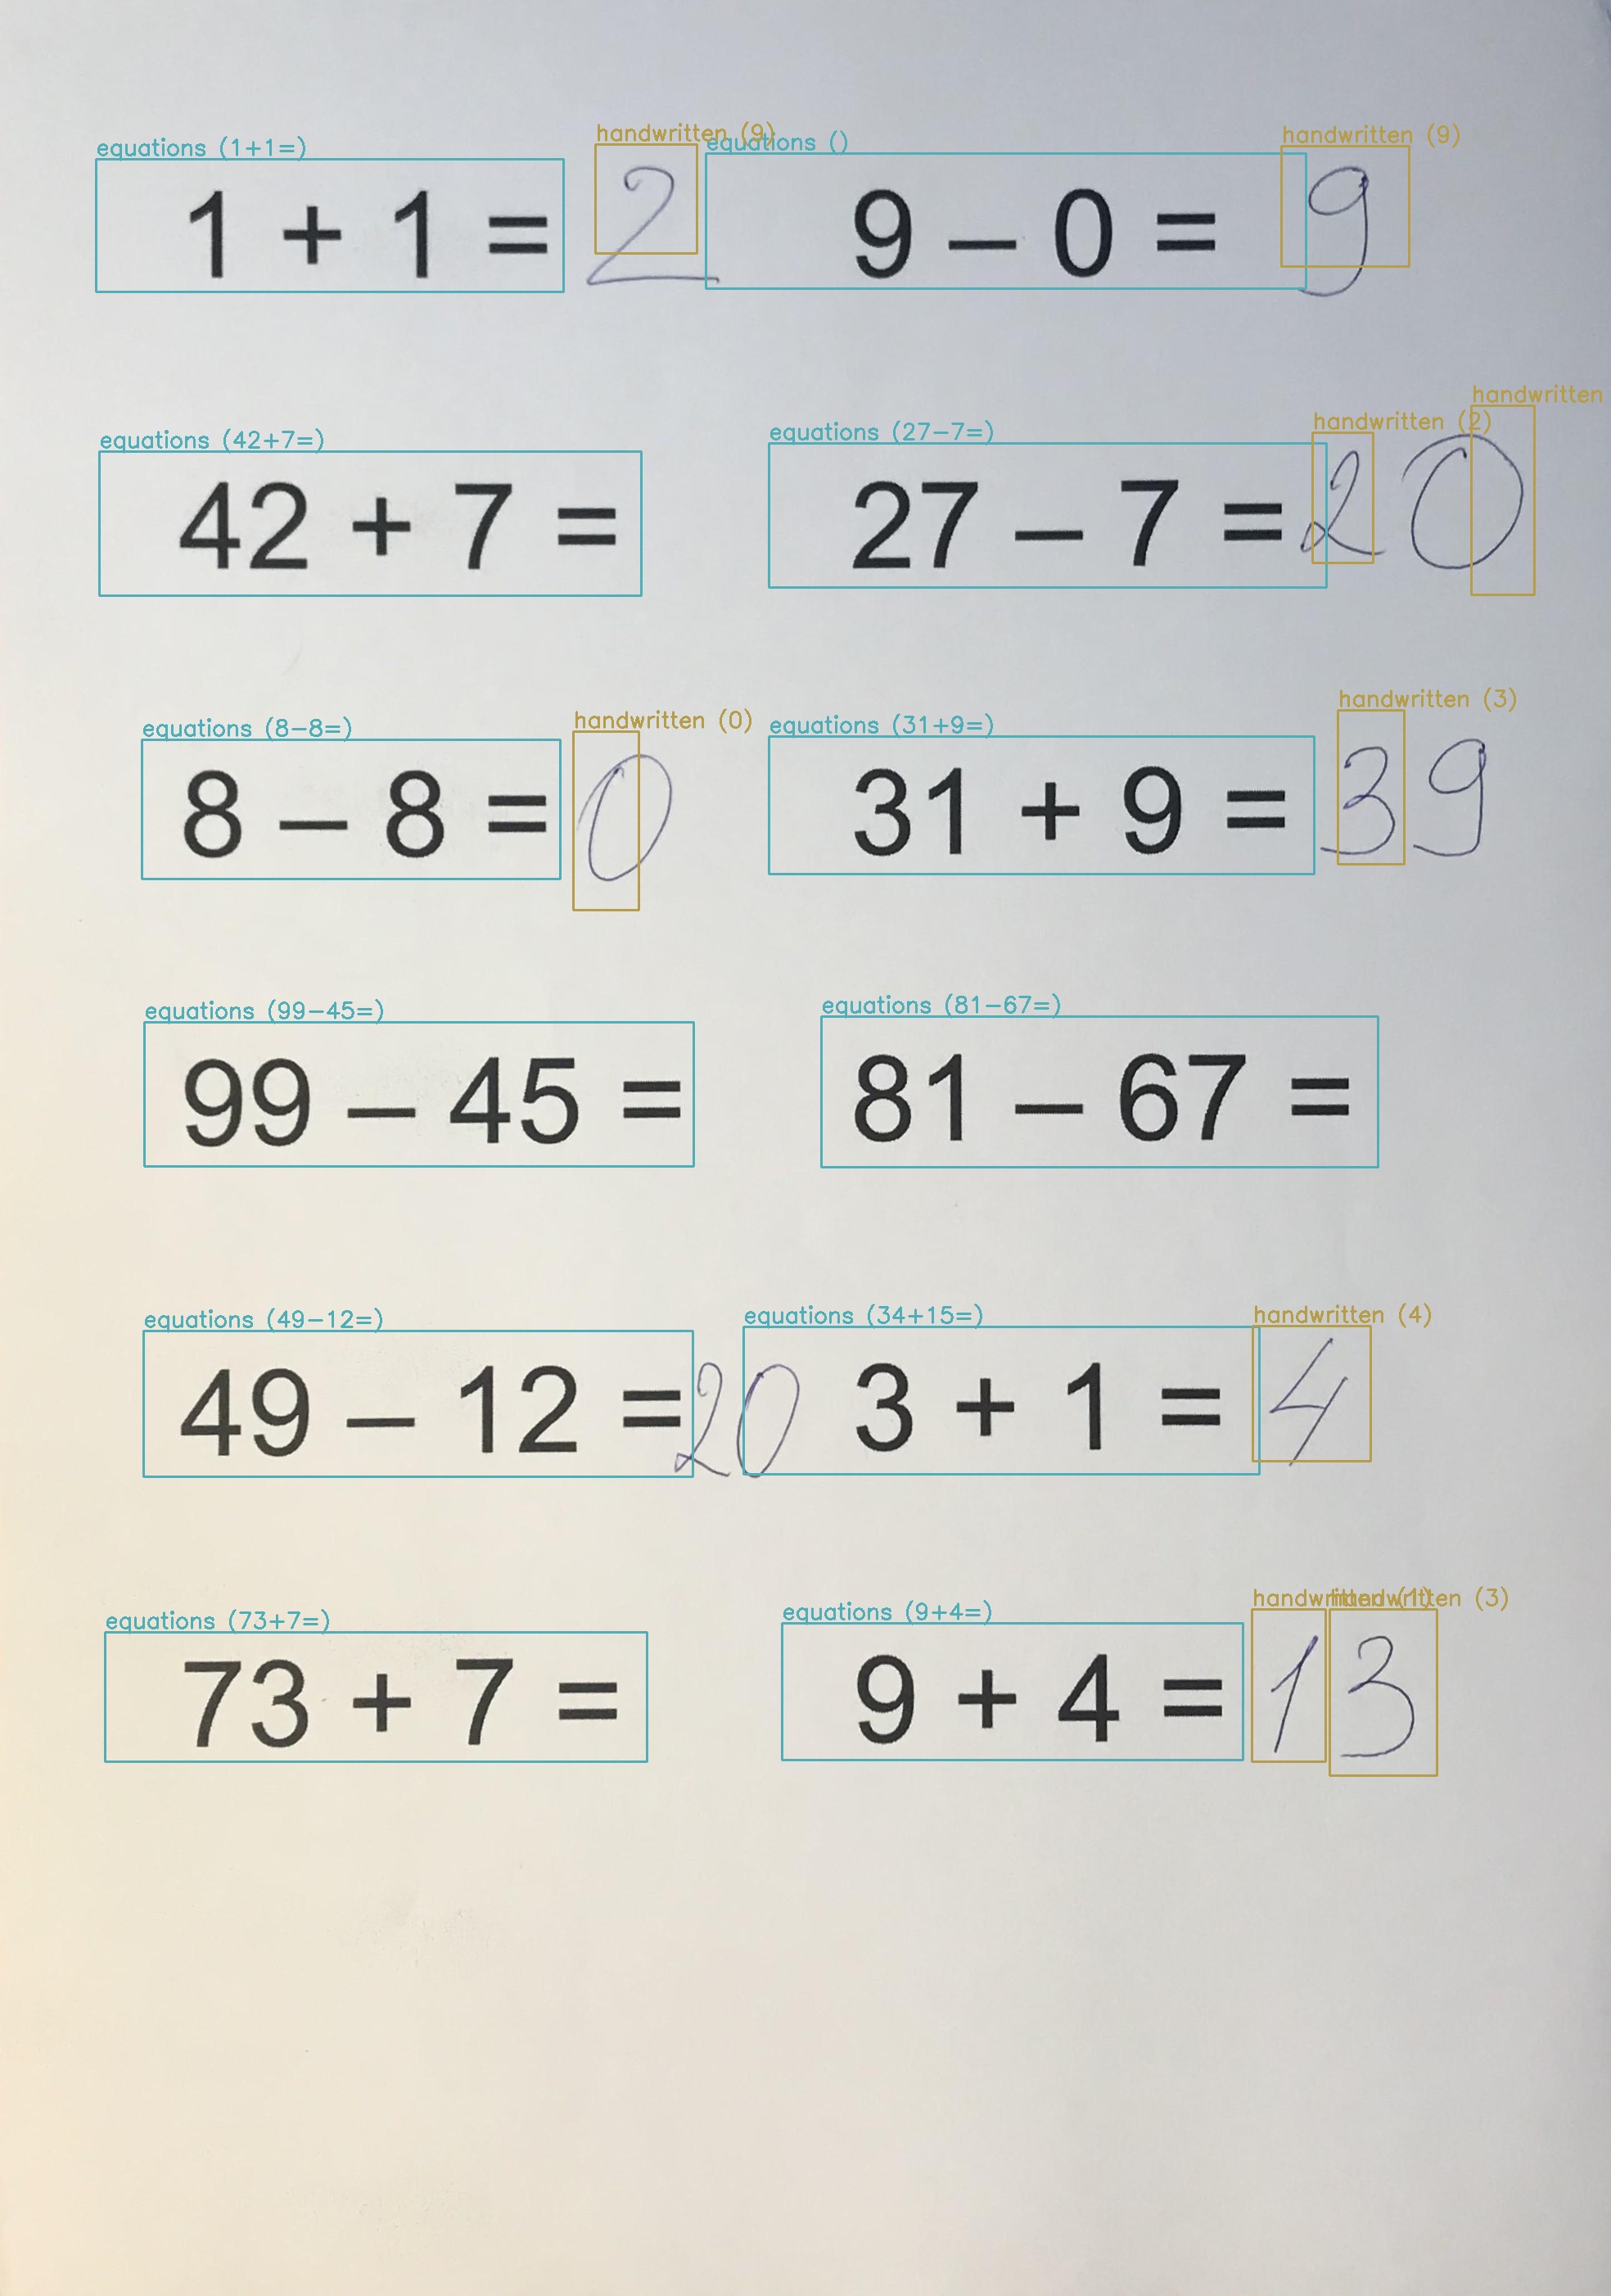 equations (1+1=) handwritten (9) equations () handwritten (9)
1 + 1 = 2 9 – 0 = 9
handwritten
equations (42+7=) equations (27-7=) handwritten (2)
42 + 7 = 27 – 7 = 20
equations (8-8=) handwritten (0) equations (31+9=) handwritten (3)
8 – 8 = 0 31 + 9 = 39
equations (99-45=) equations (81-67=)
99 – 45 = 81 – 67 =
equations (49-12=) equations (34+15=) handwritten (4)
49 – 12 = 20 3 + 1 = 4
equations (73+7=) equations (9+4=) handwritten (1) handwritten (3)
73 + 7 = 9 + 4 = 13